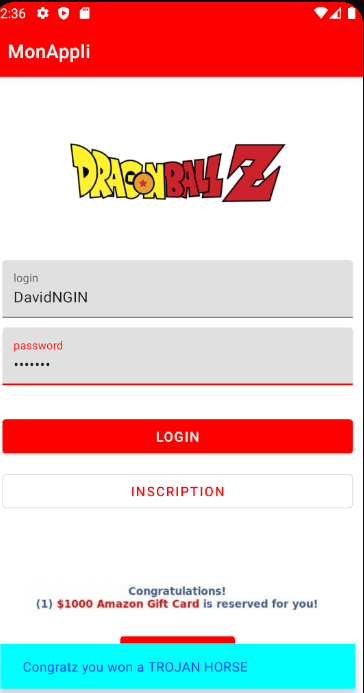 2:36
MonAppli
DRAGONBALL Z
login
DavidNGIN
password
•••••••
LOGIN
INSCRIPTION
Congratulations!
(1) $1000 Amazon Gift Card is reserved for you!
Congratz you won a TROJAN HORSE